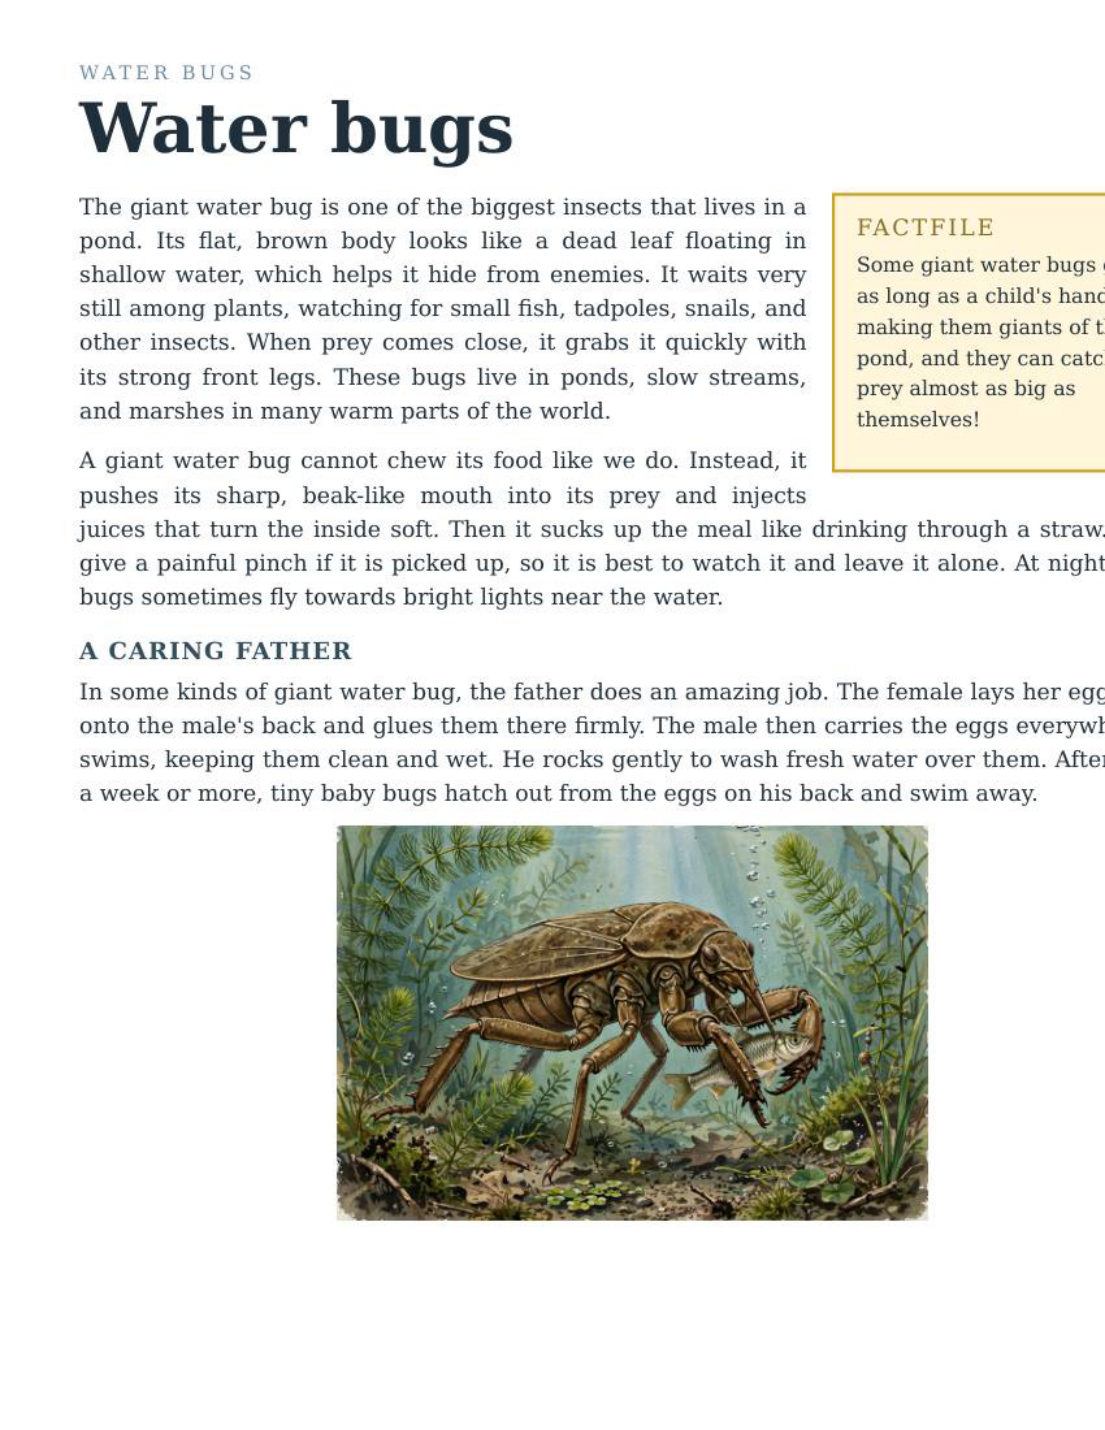 WATER BUGS
Water bugs
The giant water bug is one of the biggest insects that lives in a
pond. Its flat, brown body looks like a dead leaf floating in
shallow water, which helps it hide from enemies. It waits very
still among plants, watching for small fish, tadpoles, snails, and
other insects. When prey comes close, it grabs it quickly with
its strong front legs. These bugs live in ponds, slow streams,
and marshes in many warm parts of the world.
FACTFILE
Some giant water bugs
as long as a child's hand
making them giants of
pond, and they can
prey almost as big as
themselves!
A giant water bug cannot chew its food like we do. Instead, it
pushes its sharp, beak-like mouth into its prey and injects
juices that turn the inside soft. Then it sucks up the meal like drinking through a straw.
give a painful pinch if it is picked up, so it is best to watch it and leave it alone. At night
bugs sometimes fly towards bright lights near the water.
A CARING FATHER
In some kinds of giant water bug, the father does an amazing job. The female lays her
onto the male's back and glues them there firmly. The male then carries the eggs
swims, keeping them clean and wet. He rocks gently to wash fresh water over them. After
a week or more, tiny baby bugs hatch out from the eggs on his back and swim away.